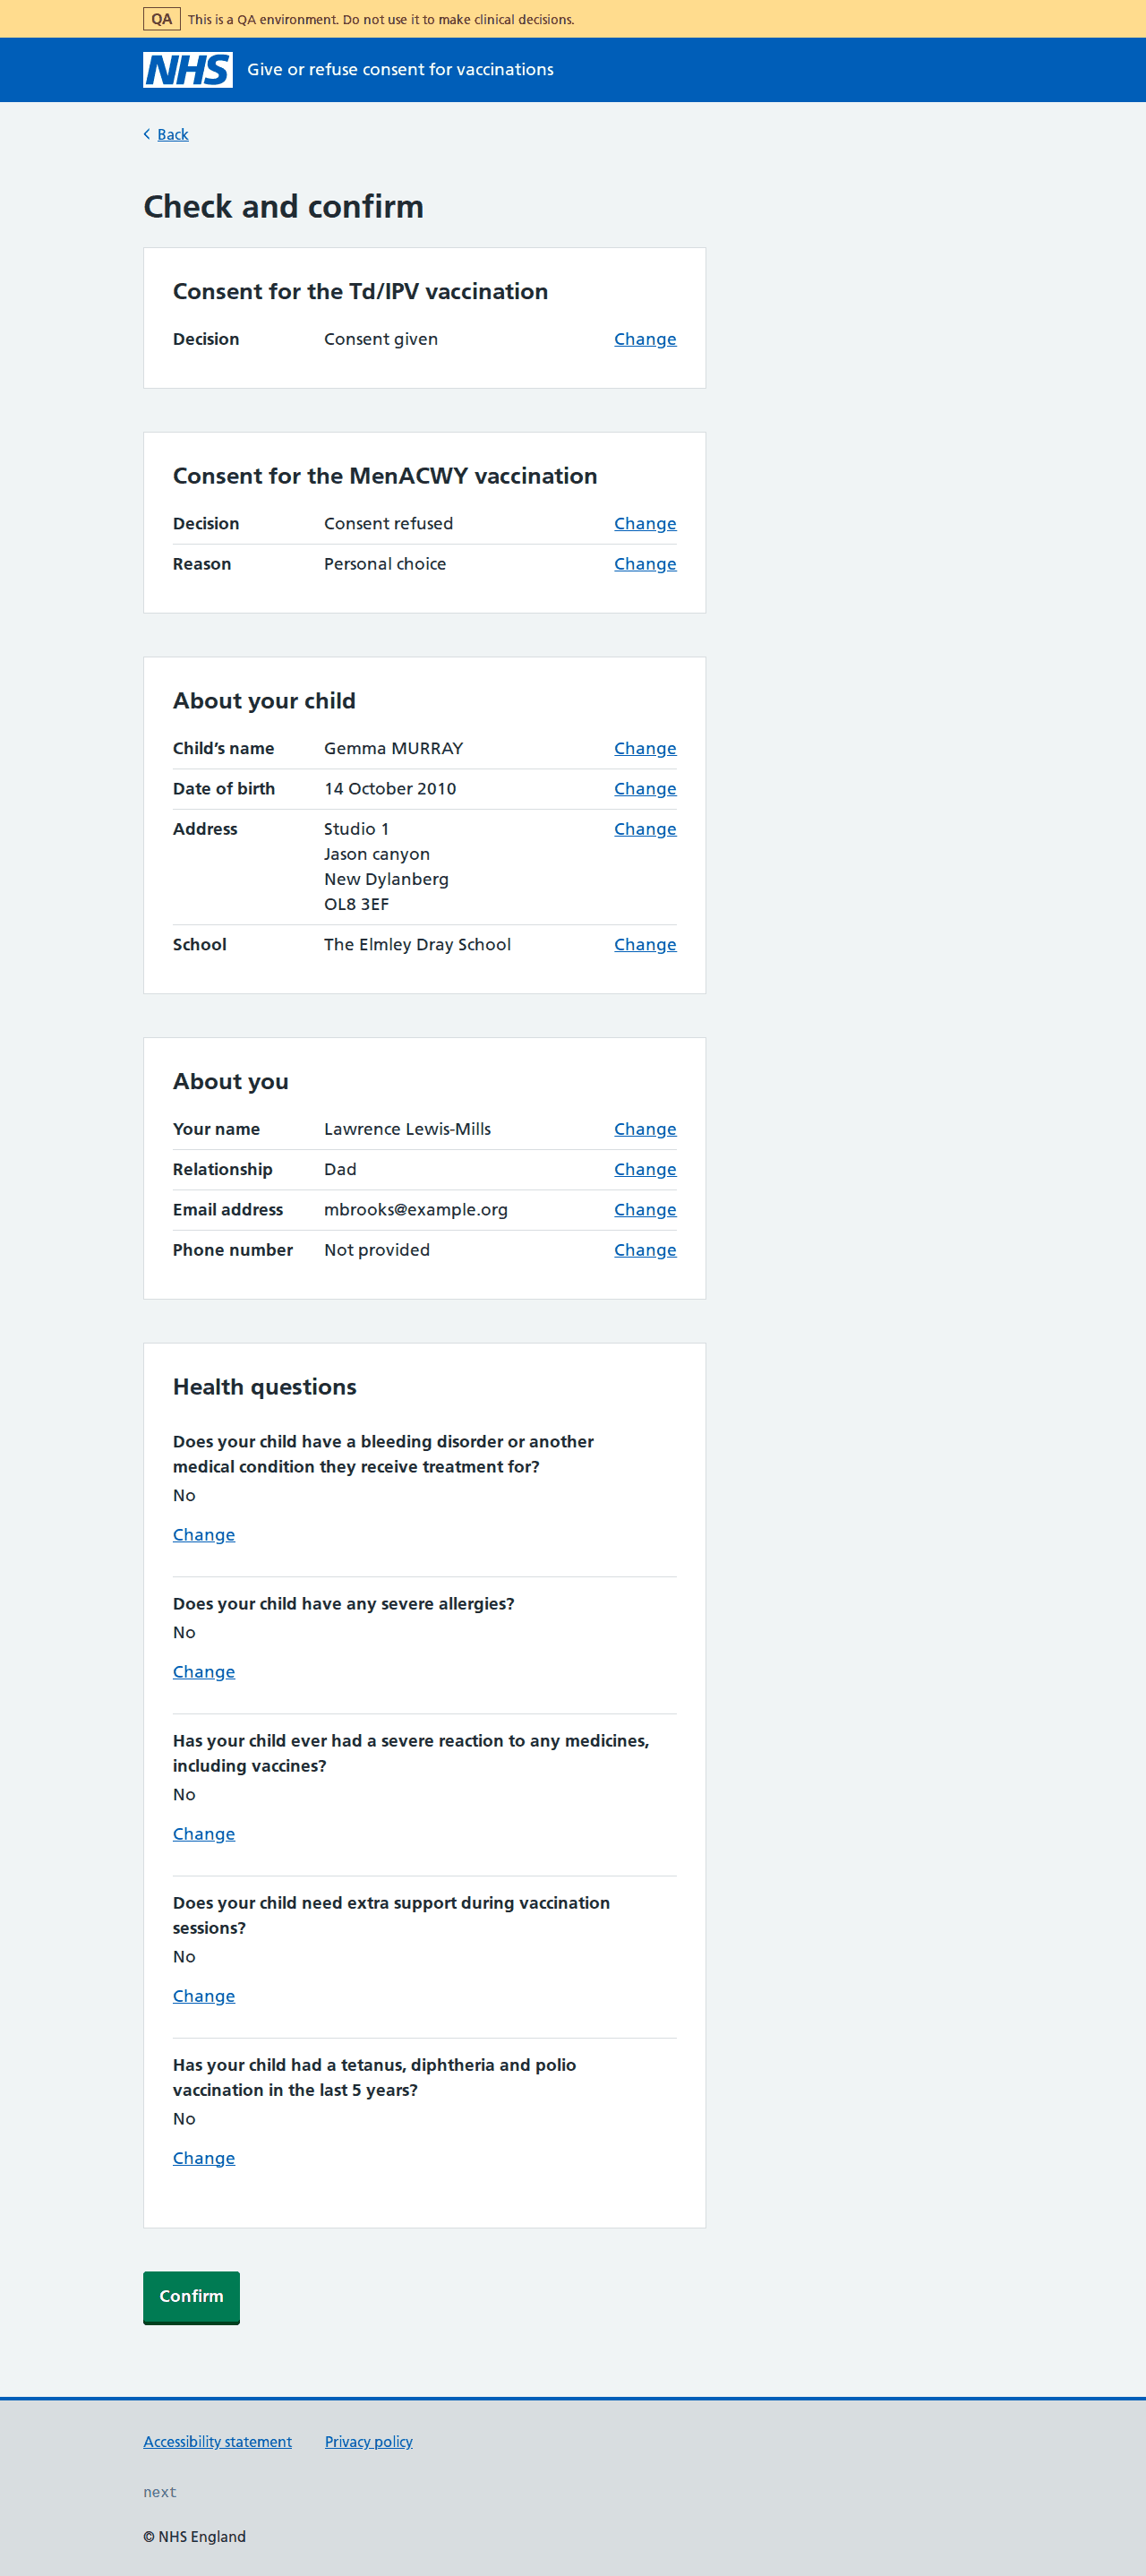 QA This is a QA environment. Do not use it to make clinical decisions.
NHS Give or refuse consent for vaccinations
Back
Check and confirm
Consent for the Td/IPV vaccination
Decision Consent given Change
Consent for the MenACWY vaccination
Decision Consent refused Change
Reason Personal choice Change
About your child
Child’s name Gemma MURRAY Change
Date of birth 14 October 2010 Change
Address Studio 1 Change
Jason canyon
New Dylanberg
OL8 3EF
School The Elmley Dray School Change
About you
Your name Lawrence Lewis-Mills Change
Relationship Dad Change
Email address mbrooks@example.org Change
Phone number Not provided Change
Health questions
Does your child have a bleeding disorder or another
medical condition they receive treatment for?
No
Change
Does your child have any severe allergies?
No
Change
Has your child ever had a severe reaction to any medicines,
including vaccines?
No
Change
Does your child need extra support during vaccination
sessions?
No
Change
Has your child had a tetanus, diphtheria and polio
vaccination in the last 5 years?
No
Change
Confirm
Accessibility statement Privacy policy
next
© NHS England